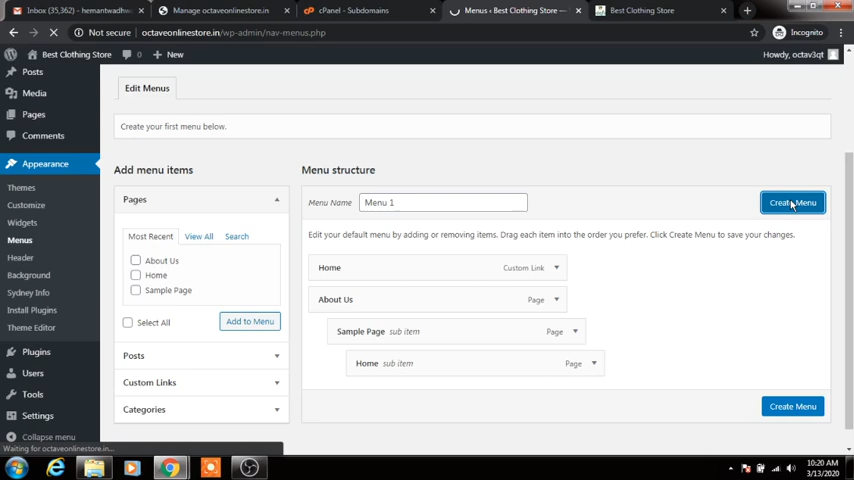 Inbox (35,362) - hemantwadhw
Manage octaveonlinestore.in
cPanel - Subdomains
Menus ‹ Best Clothing Store —
Best Clothing Store
Not secure | octaveonlinestore.in/wp-admin/nav-menus.php
Incognito
Best Clothing Store 0 + New
Howdy, octav3qt
Posts
Media
Pages
Comments
Appearance
Themes
Customize
Widgets
Menus
Header
Background
Sydney Info
Install Plugins
Theme Editor
Plugins
Users
Tools
Settings
Collapse menu
Edit Menus
Create your first menu below.
Add menu items
Pages
Most Recent View All Search
About Us
Home
Sample Page
Select All Add to Menu
Posts
Custom Links
Categories
Menu structure
Menu Name Menu 1 Create Menu
Edit your default menu by adding or removing items. Drag each item into the order you prefer. Click Create Menu to save your changes.
Home Custom Link
About Us Page
Sample Page sub item Page
Home sub item Page
Create Menu
Waiting for octaveonlinestore.in...
10:20 AM
3/13/2020